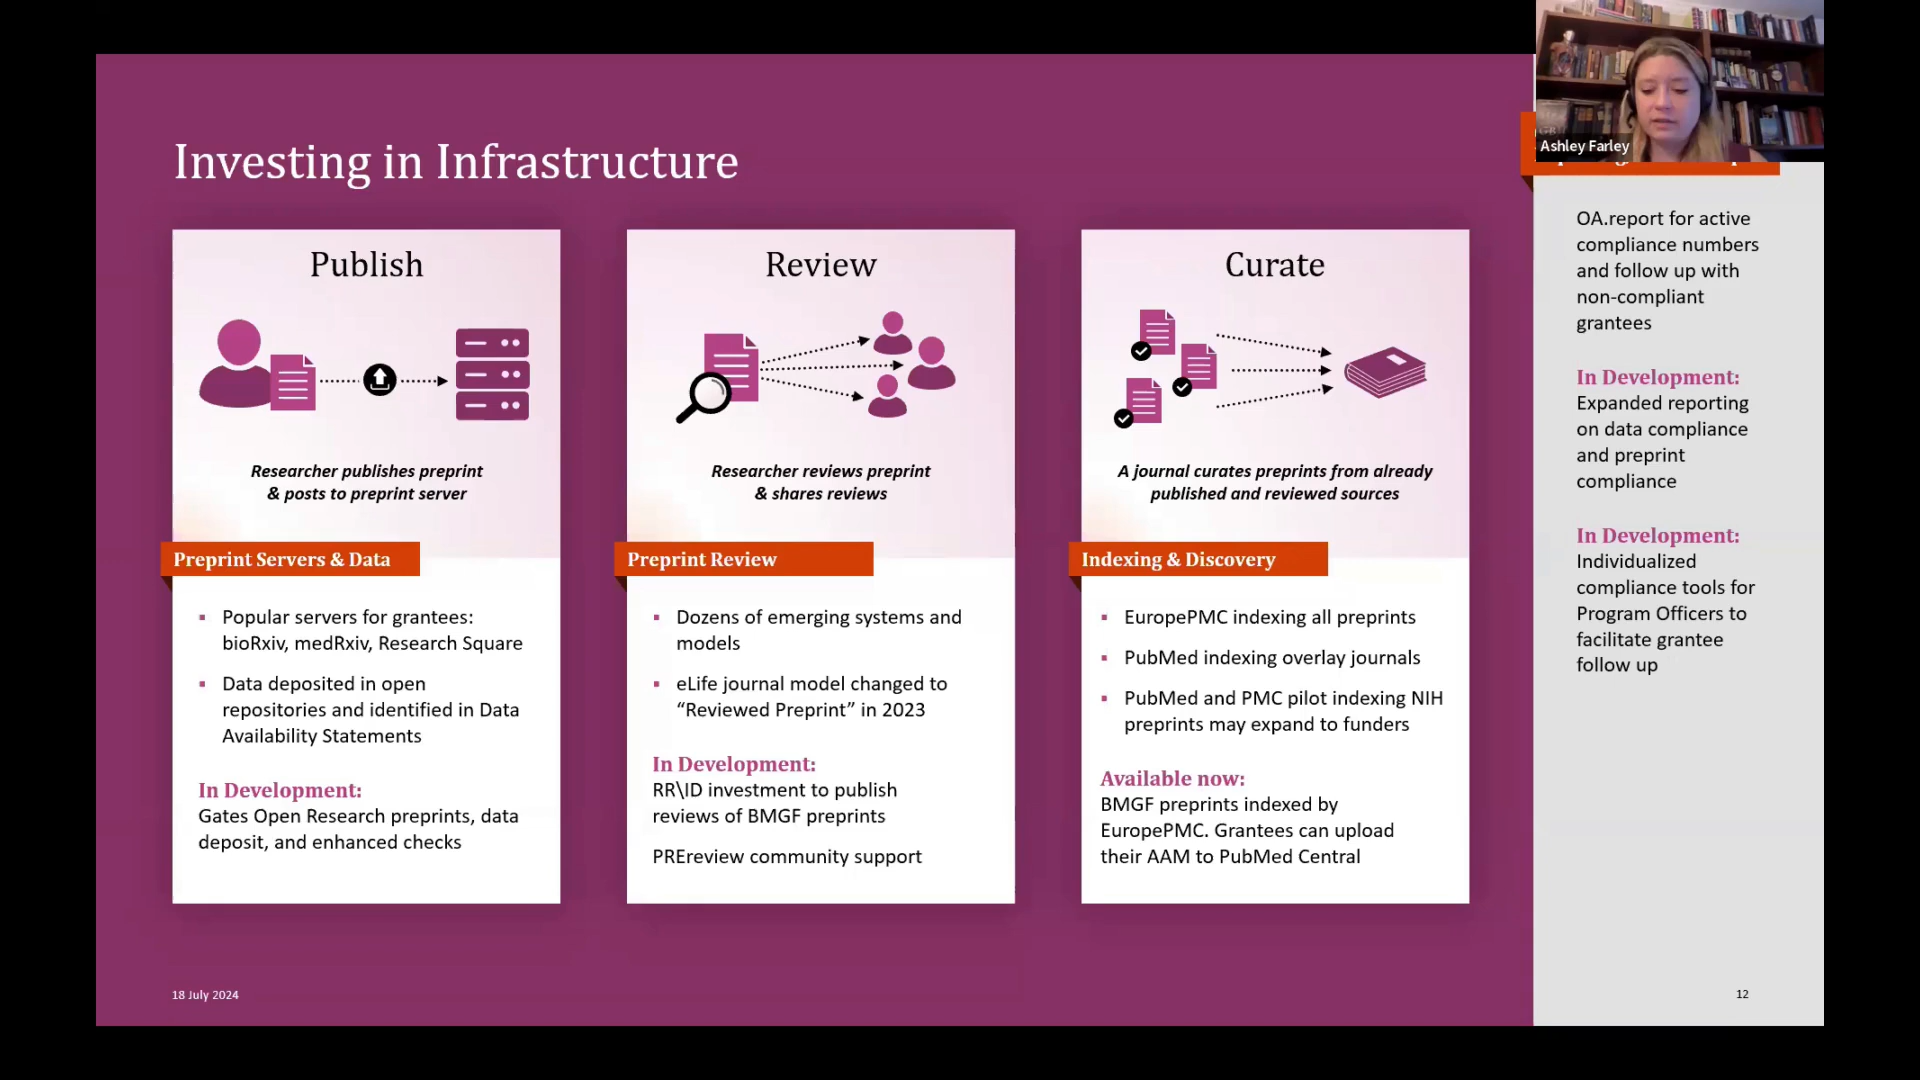 Investing in Infrastructure
Publish
Researcher publishes preprint
& posts to preprint server
Preprint Servers & Data
▪ Popular servers for grantees:
bioRxiv, medRxiv, Research Square
▪ Data deposited in open
repositories and identified in Data
Availability Statements
In Development:
Gates Open Research preprints, data
deposit, and enhanced checks
Review
Researcher reviews preprint
& shares reviews
Preprint Review
▪ Dozens of emerging systems and
models
▪ eLife journal model changed to
“Reviewed Preprint” in 2023
In Development:
RR\ID investment to publish
reviews of BMGF preprints
PREreview community support
Curate
A journal curates preprints from already
published and reviewed sources
Indexing & Discovery
▪ EuropePMC indexing all preprints
▪ PubMed indexing overlay journals
▪ PubMed and PMC pilot indexing NIH
preprints may expand to funders
Available now:
BMGF preprints indexed by
EuropePMC. Grantees can upload
their AAM to PubMed Central
Ashley Farley
OA.report for active
compliance numbers
and follow up with
non-compliant
grantees
In Development:
Expanded reporting
on data compliance
and preprint
compliance
In Development:
Individualized
compliance tools for
Program Officers to
facilitate grantee
follow up
18 July 2024
12